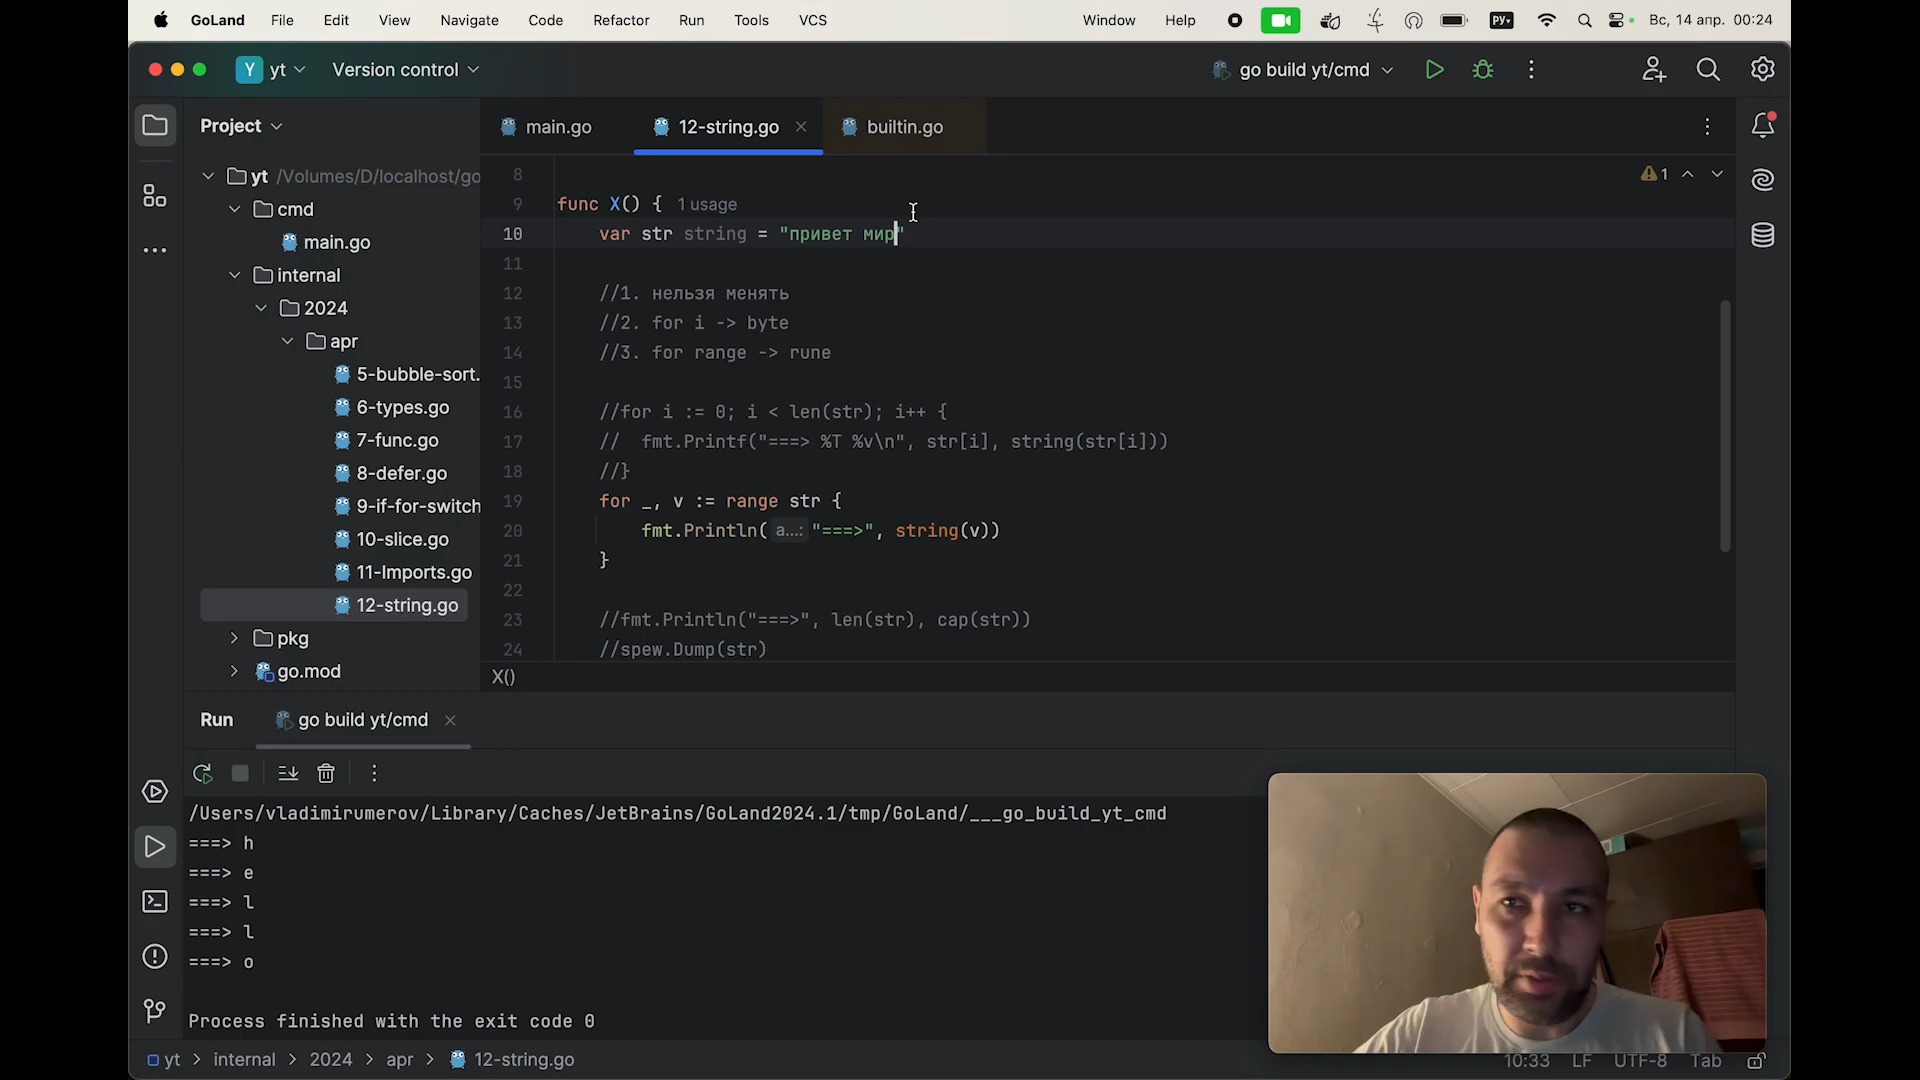 GoLand File Edit View Navigate Code Refactor Run Tools VCS Window Help РУ Вс, 14 апр. 00:24
Y yt Version control go build yt/cmd
Project
main.go 12-string.go builtin.go
yt /Volumes/D/localhost/go
cmd
main.go
internal
2024
apr
5-bubble-sort.
6-types.go
7-func.go
8-defer.go
9-if-for-switch
10-slice.go
11-Imports.go
12-string.go
pkg
go.mod
1
8
9 func X() { 1 usage
10 var str string = "привет мир"
11
12 //1. нельзя менять
13 //2. for i -> byte
14 //3. for range -> rune
15
16 //for i := 0; i < len(str); i++ {
17 // fmt.Printf("===> %T %v\n", str[i], string(str[i]))
18 //}
19 for _, v := range str {
20 fmt.Println( a...: "===>", string(v))
21 }
22
23 //fmt.Println("===>", len(str), cap(str))
24 //spew.Dump(str)
X()
Run go build yt/cmd
/Users/vladimirumerov/Library/Caches/JetBrains/GoLand2024.1/tmp/GoLand/___go_build_yt_cmd
===> h
===> e
===> l
===> l
===> o
Process finished with the exit code 0
yt > internal > 2024 > apr > 12-string.go 10:33 LF UTF-8 Tab